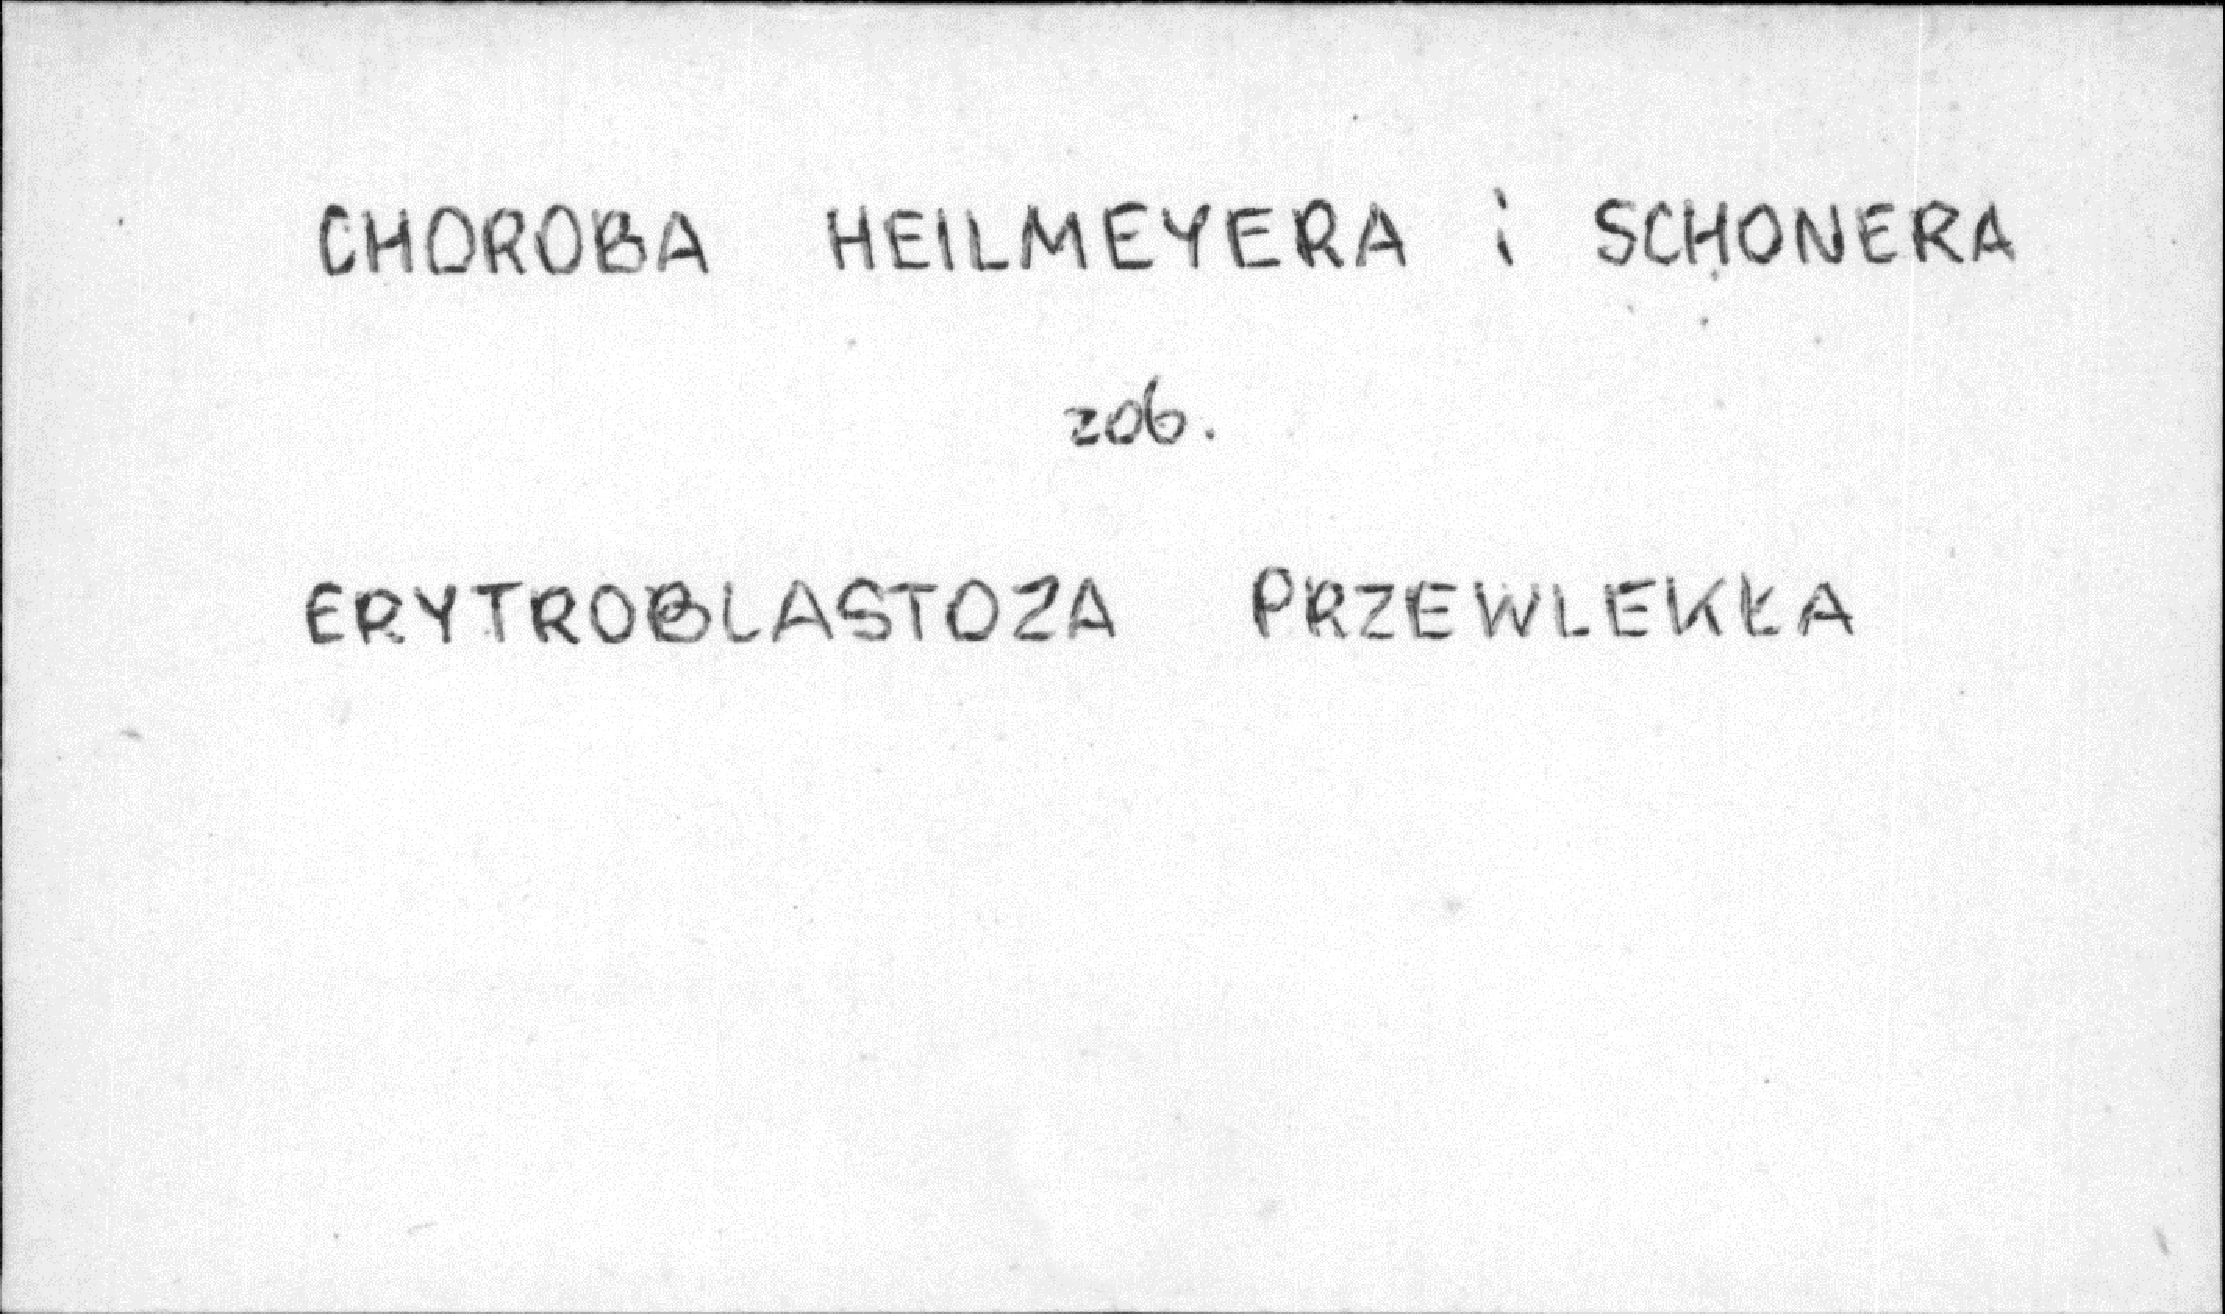 CHOROBA HEILMEYERA i SCHONERA
zob.
ERYTROBLASTOZA PRZEWLEKŁA